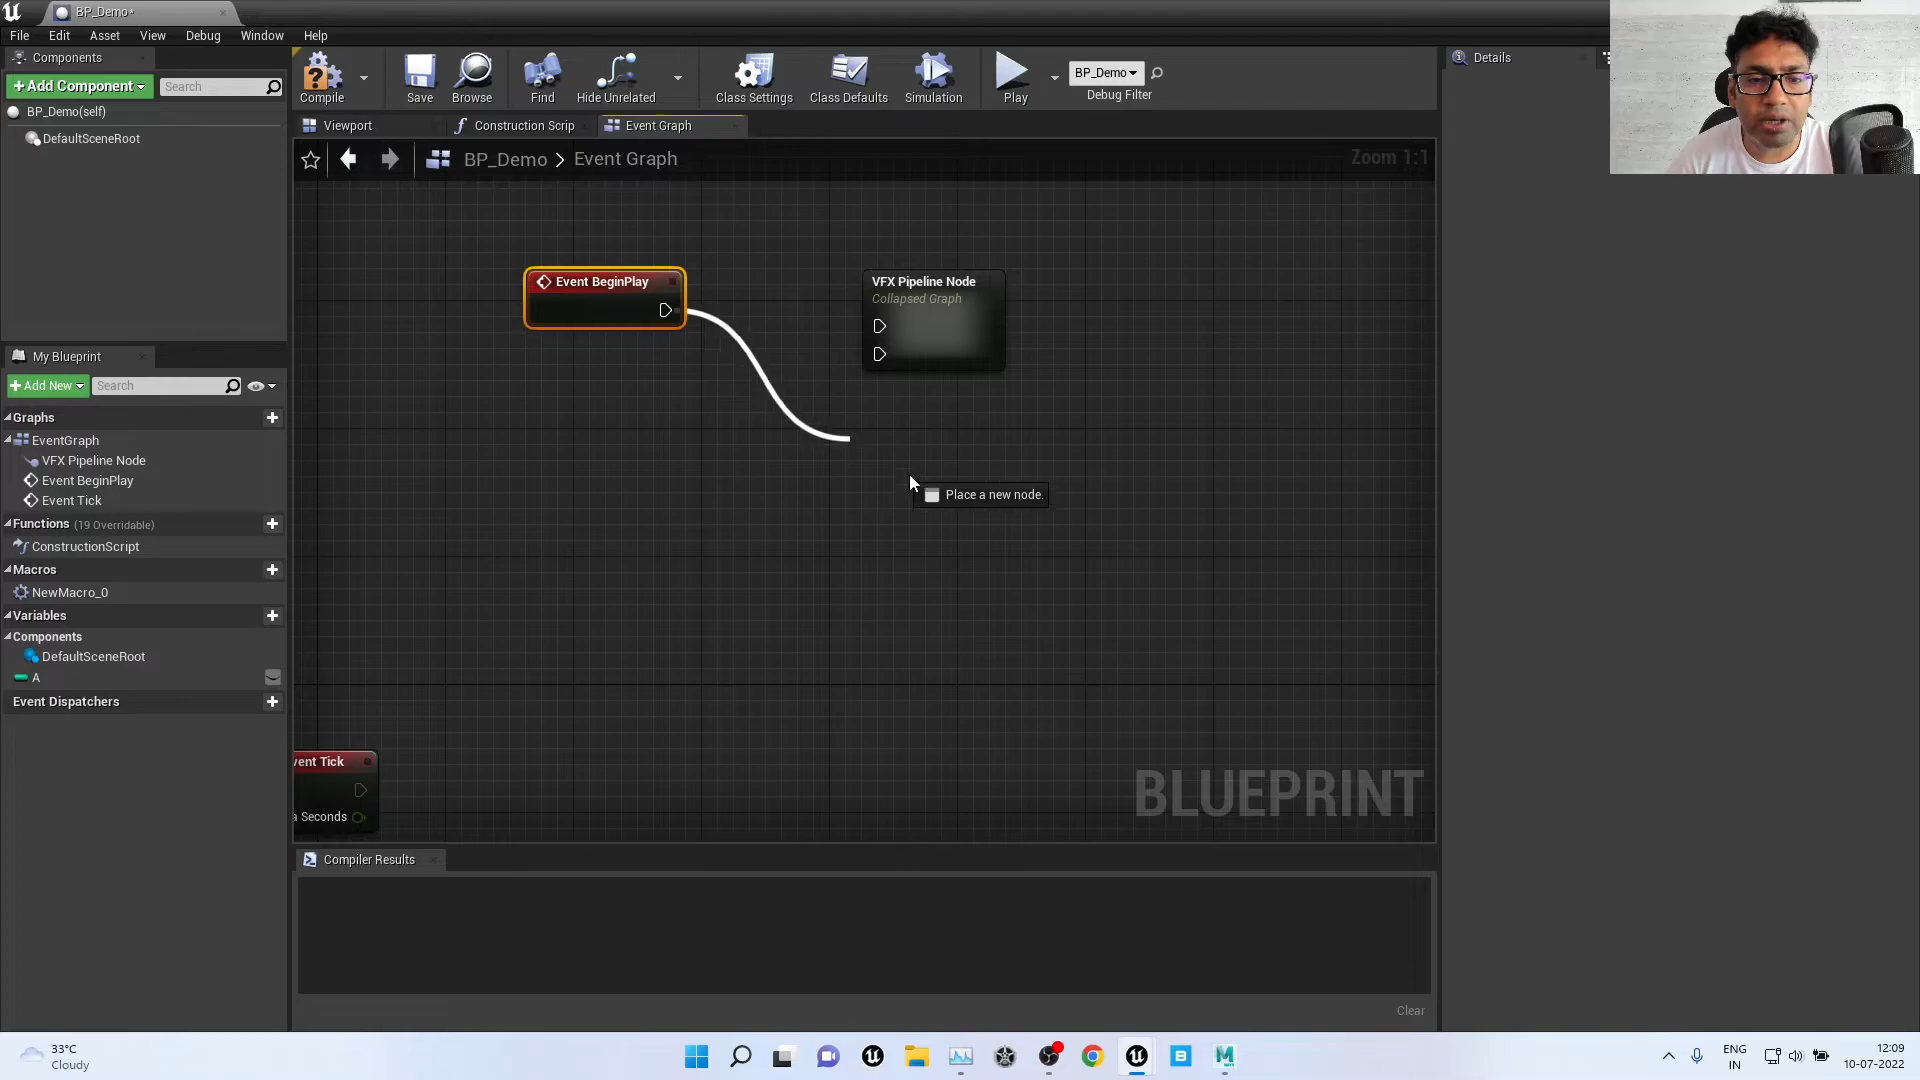 BP_Demo*
File Edit Asset View Debug Window Help
Components
+ Add Component
Search
BP_Demo(self)
DefaultSceneRoot
Compile
Save
Browse
Find
Hide Unrelated
Class Settings
Class Defaults
Simulation
Play
BP_Demo
Debug Filter
Details
Viewport
Construction Scrip
Event Graph
BP_Demo > Event Graph
Zoom 1:1
Event BeginPlay
VFX Pipeline Node
Collapsed Graph
Place a new node.
vent Tick
a Seconds
BLUEPRINT
My Blueprint
+ Add New
Search
Graphs
EventGraph
VFX Pipeline Node
Event BeginPlay
Event Tick
Functions (19 Overridable)
ConstructionScript
Macros
NewMacro_0
Variables
Components
DefaultSceneRoot
A
Event Dispatchers
Compiler Results
Clear
33°C
Cloudy
ENG
IN
12:09
10-07-2022